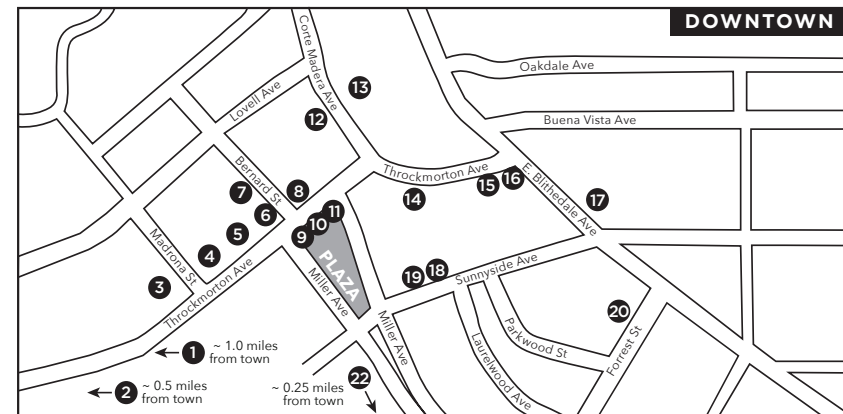 DOWNTOWN
Corte Madera Ave
Oakdale Ave
13
Lovell Ave
12
Buena Vista Ave
Bernard St
Throckmorton Ave
E. Blithedale Ave
7
8
14
15
16
17
6
11
10
9
5
4
Madrona St
3
PLAZA
Miller Ave
Throckmorton Ave
19
18
Sunnyside Ave
20
Miller Ave
Parkwood St
Laurelwood Ave
Forrest St
1
~ 1.0 miles
from town
2
~ 0.5 miles
from town
~ 0.25 miles
from town
22